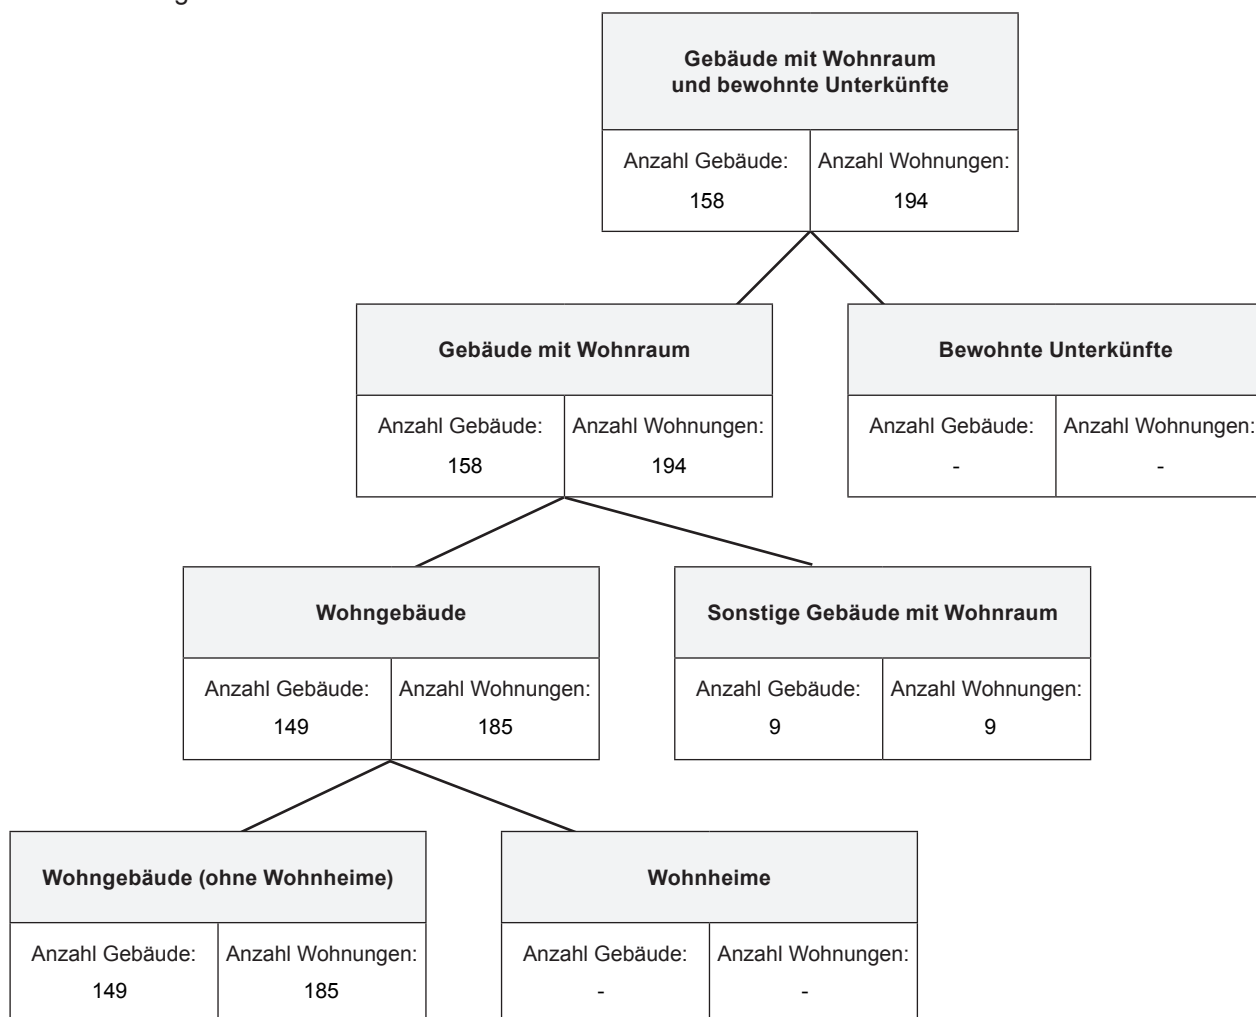 Gebäude mit Wohnraum
und bewohnte Unterkünfte
Anzahl Gebäude: Anzahl Wohnungen:
158 194
Gebäude mit Wohnraum
Anzahl Gebäude: Anzahl Wohnungen:
158 194
Bewohnte Unterkünfte
Anzahl Gebäude: Anzahl Wohnungen:
- -
Wohngebäude
Anzahl Gebäude: Anzahl Wohnungen:
149 185
Sonstige Gebäude mit Wohnraum
Anzahl Gebäude: Anzahl Wohnungen:
9 9
Wohngebäude (ohne Wohnheime)
Anzahl Gebäude: Anzahl Wohnungen:
149 185
Wohnheime
Anzahl Gebäude: Anzahl Wohnungen:
- -